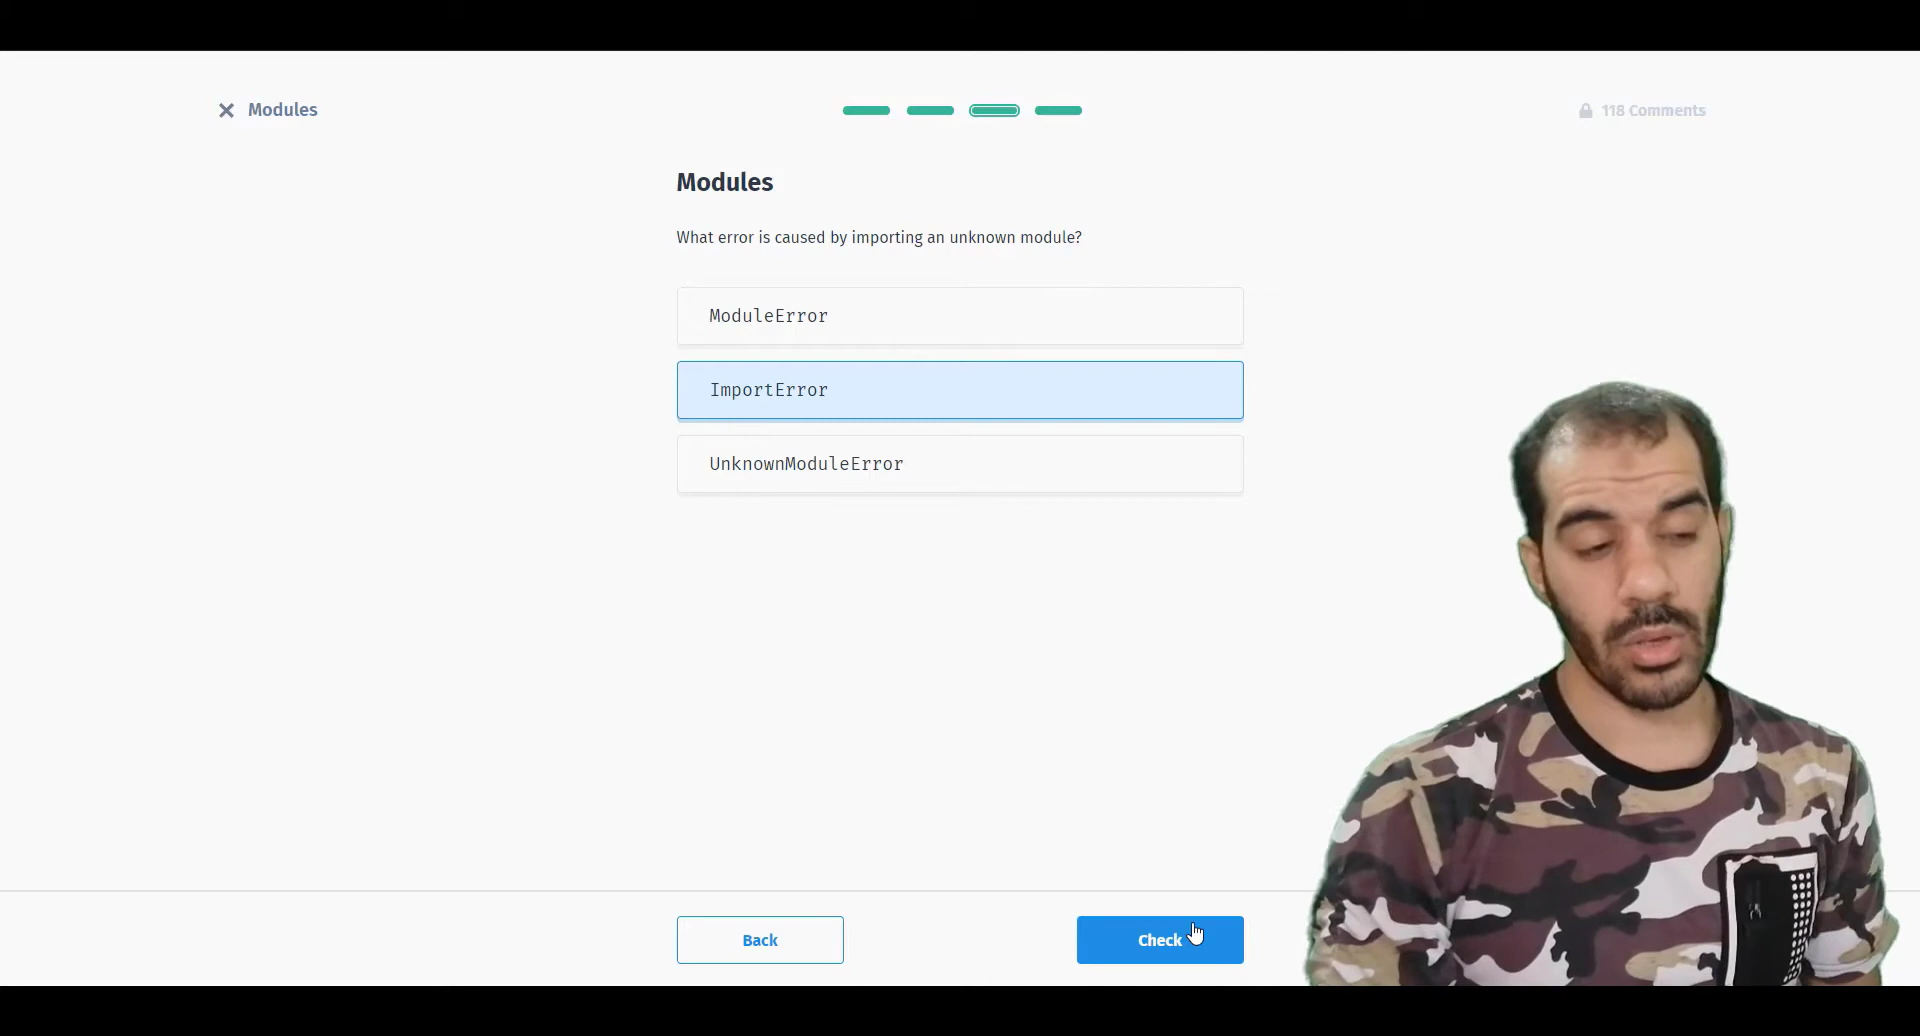 Modules
118 Comments
Modules
What error is caused by importing an unknown module?
ModuleError
ImportError
UnknownModuleError
Back
Check